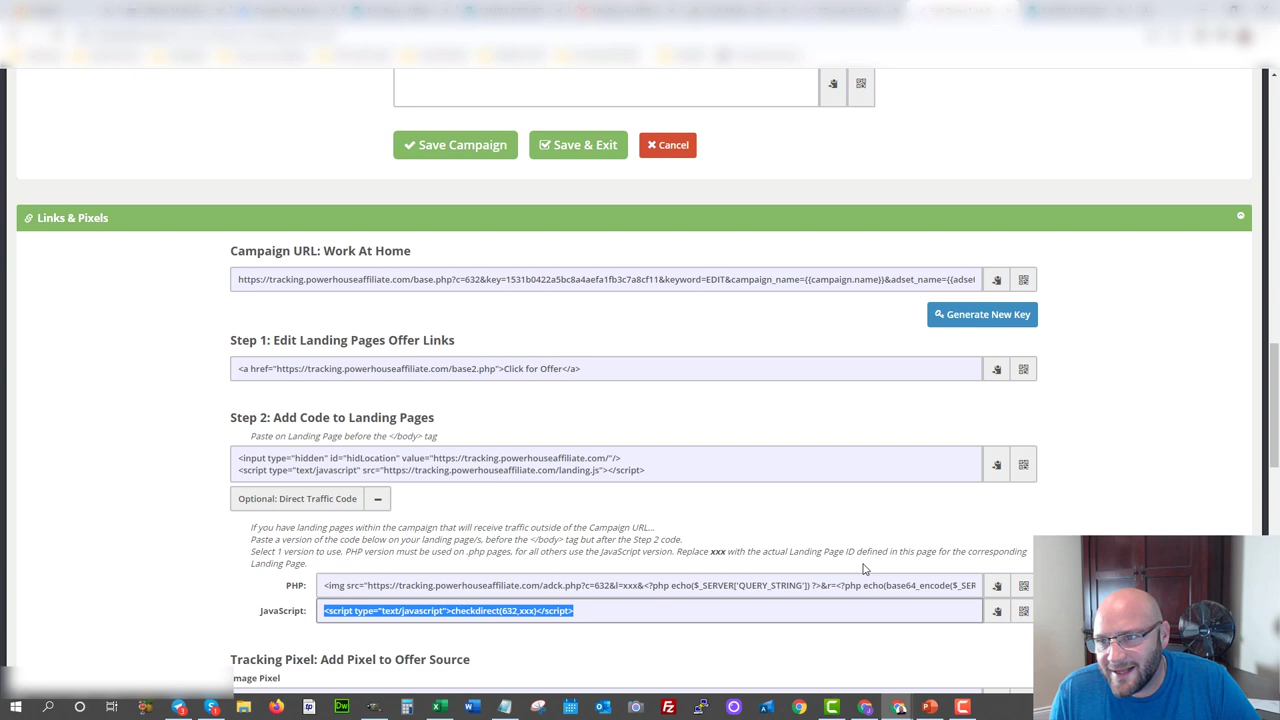 Save Campaign
Save & Exit
Cancel
Links & Pixels
Campaign URL: Work At Home
https://tracking.powerhouseaffiliate.com/base.php?c=632&key=1531b0422a5bc8a4aefa1fb3c7a8cf11&keyword=EDIT&campaign_name={{campaign.name}}&adset_name={{adset
Generate New Key
Step 1: Edit Landing Pages Offer Links
<a href="https://tracking.powerhouseaffiliate.com/base2.php">Click for Offer</a>
Step 2: Add Code to Landing Pages
Paste on Landing Page before the </body> tag
<input type="hidden" id="hidLocation" value="https://tracking.powerhouseaffiliate.com/"/>
<script type="text/javascript" src="https://tracking.powerhouseaffiliate.com/landing.js"></script>
Optional: Direct Traffic Code
If you have landing pages within the campaign that will receive traffic outside of the Campaign URL...
Paste a version of the code below on your landing page/s, before the </body> tag but after the Step 2 code.
Select 1 version to use. PHP version must be used on .php pages, for all others use the JavaScript version. Replace xxx with the actual Landing Page ID defined in this page for the corresponding
Landing Page.
PHP: <img src="https://tracking.powerhouseaffiliate.com/adck.php?c=632&l=xxx&<?php echo($_SERVER['QUERY_STRING']) ?>&r=<?php echo(base64_encode($_SER
JavaScript: <script type="text/javascript">checkdirect(632,xxx)</script>
Tracking Pixel: Add Pixel to Offer Source
Image Pixel